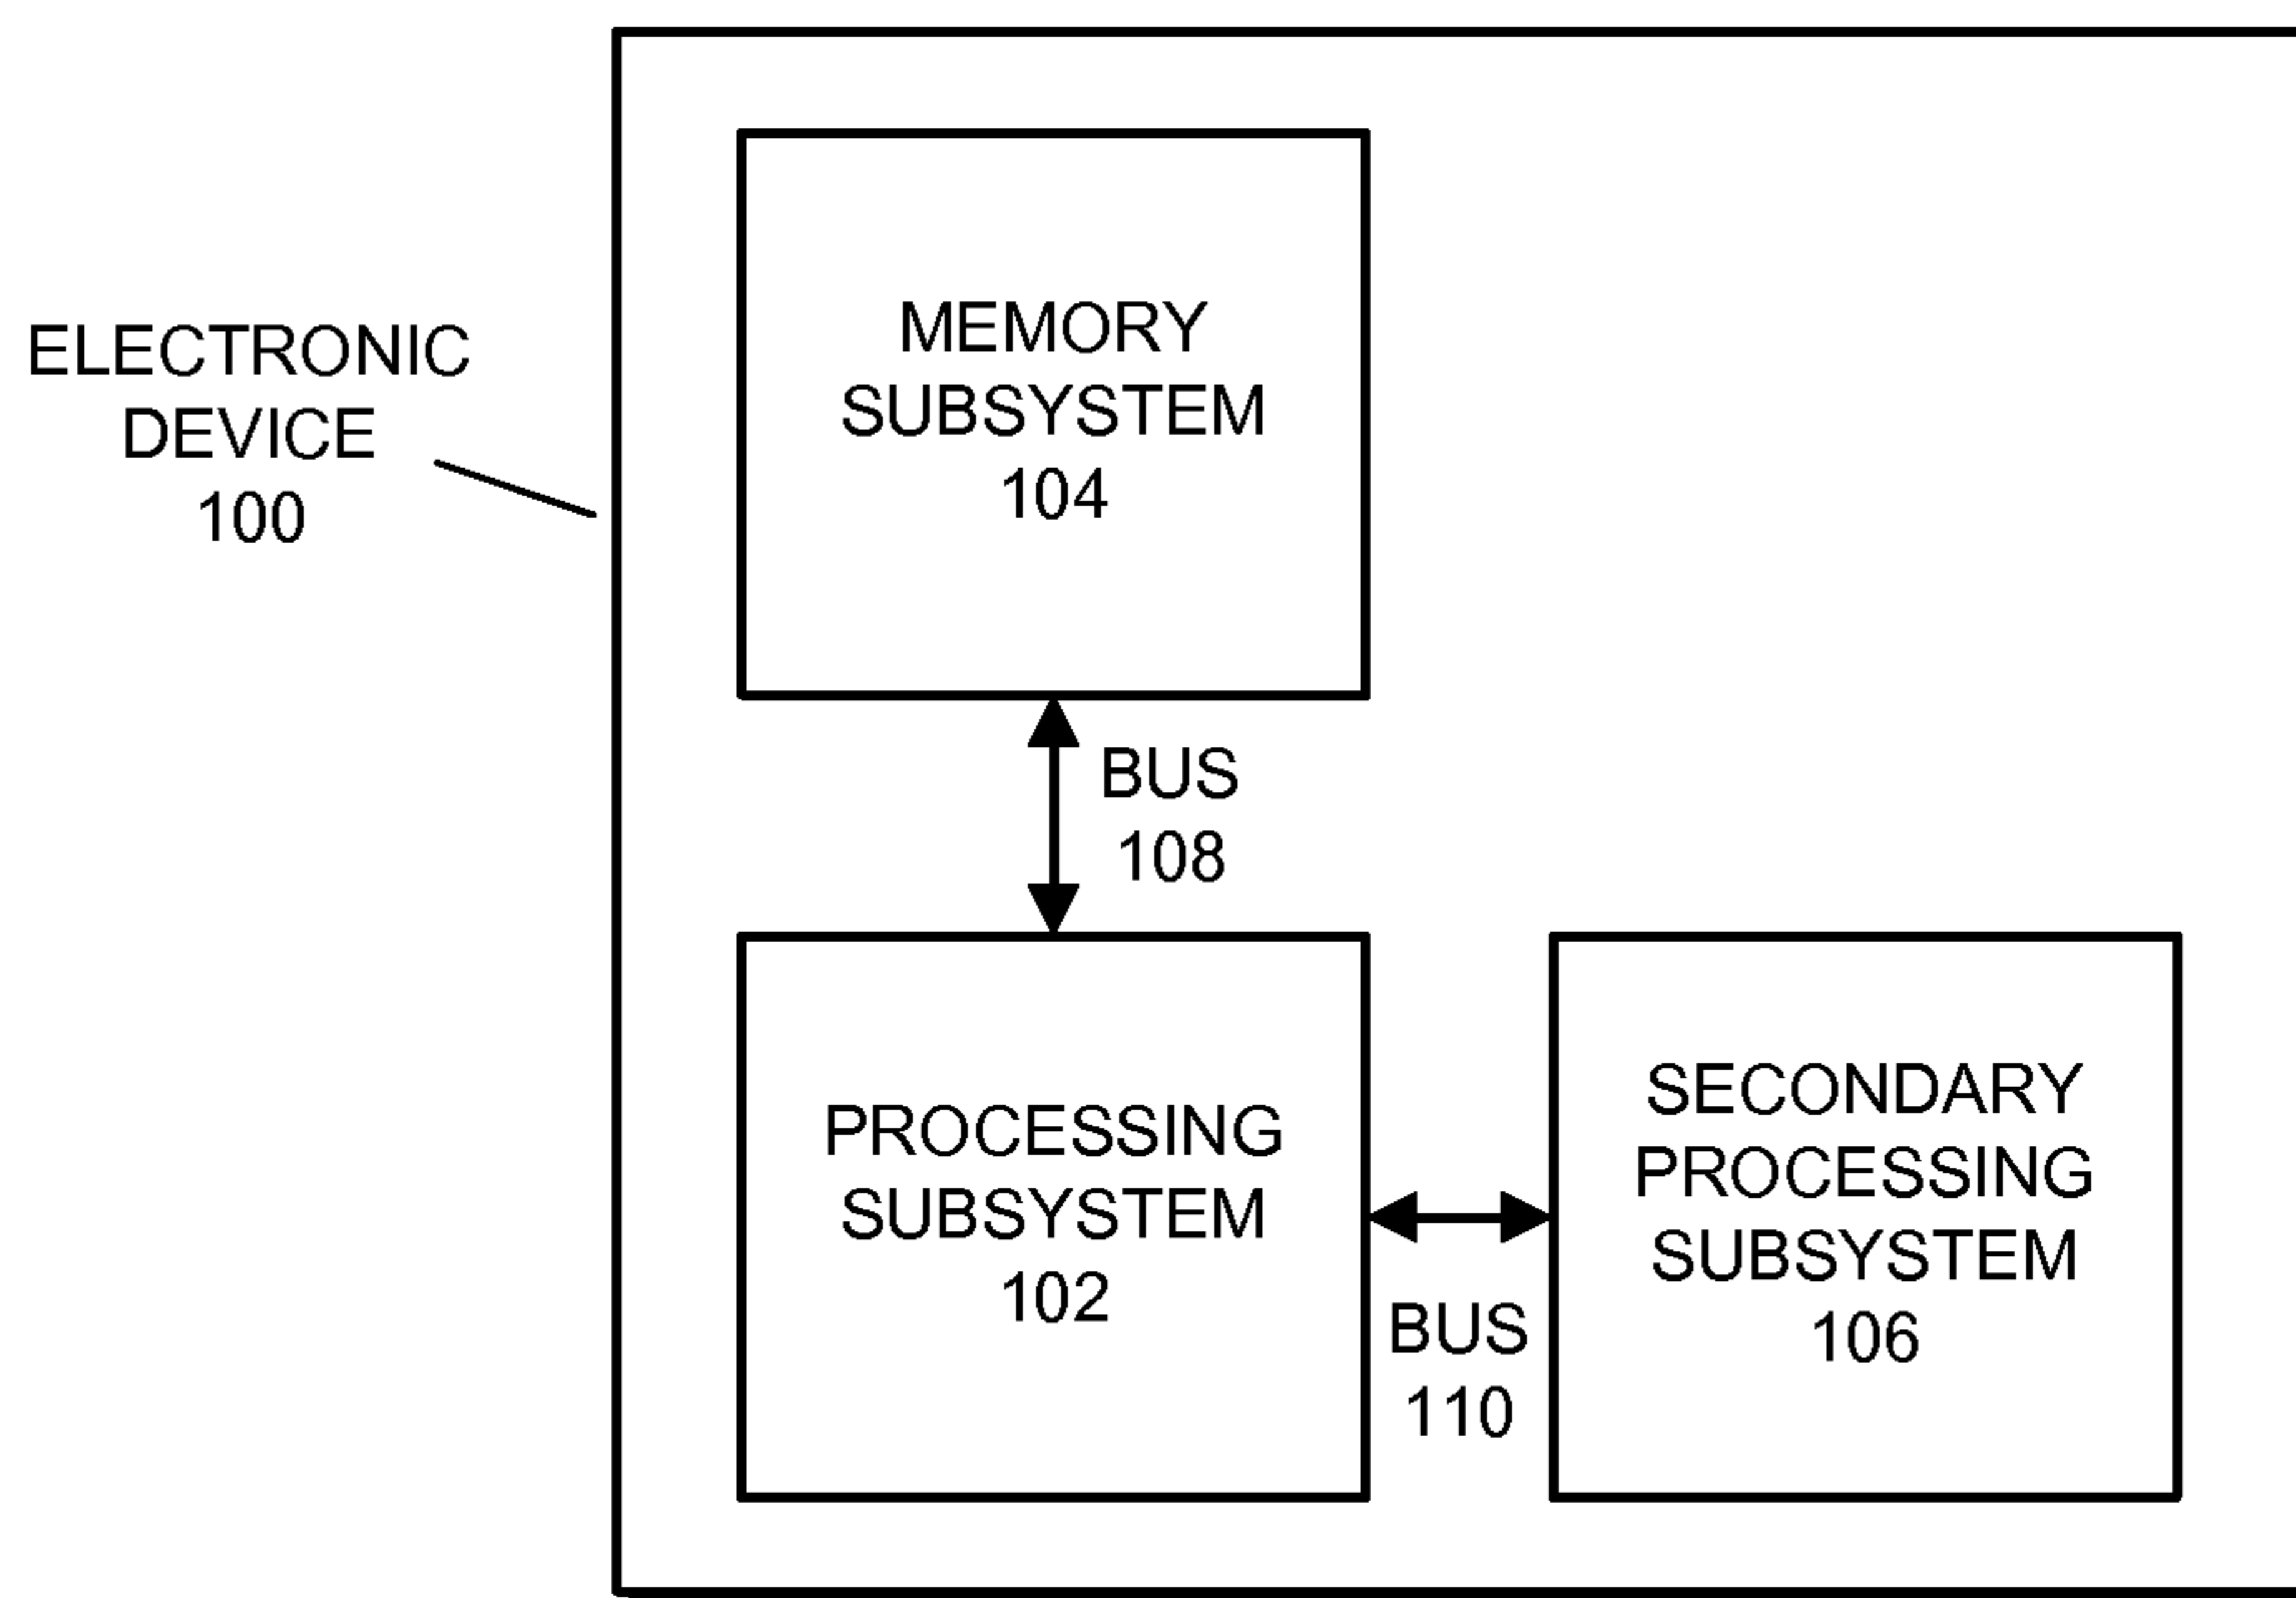 ELECTRONIC
DEVICE
100
MEMORY
SUBSYSTEM
104
BUS
108
PROCESSING
SUBSYSTEM
102
BUS
110
SECONDARY
PROCESSING
SUBSYSTEM
106